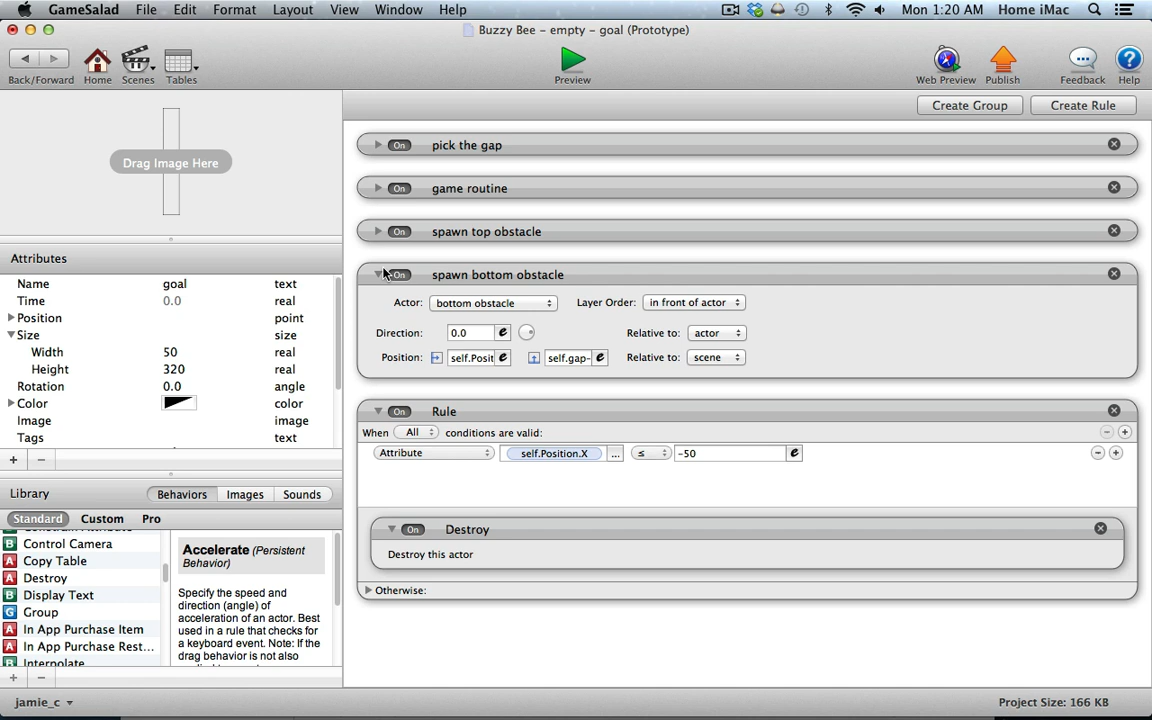 GameSalad File Edit Format Layout View Window Help Mon 1:20 AM Home iMac
Buzzy Bee – empty – goal (Prototype)
Back/Forward Home Scenes Tables Preview Web Preview Publish Feedback Help
Create Group Create Rule
Drag Image Here
Attributes
Name goal text
Time 0.0 real
Position point
Size size
Width 50 real
Height 320 real
Rotation 0.0 angle
Color color
Image image
Tags text
Library Behaviors Images Sounds
Standard Custom Pro
B Control Camera
A Copy Table
A Destroy
B Display Text
G Group
A In App Purchase Item
A In App Purchase Rest...
B Interpolate
Accelerate (Persistent
Behavior)
Specify the speed and
direction (angle) of
acceleration of an actor. Best
used in a rule that checks for
a keyboard event. Note: If the
drag behavior is not also
On pick the gap
On game routine
On spawn top obstacle
On spawn bottom obstacle
Actor: bottom obstacle Layer Order: in front of actor
Direction: 0.0 e Relative to: actor
Position: self.Posit e self.gap- e Relative to: scene
On Rule
When All conditions are valid:
Attribute self.Position.X ... ≤ -50 e
On Destroy
Destroy this actor
Otherwise:
jamie_c Project Size: 166 KB